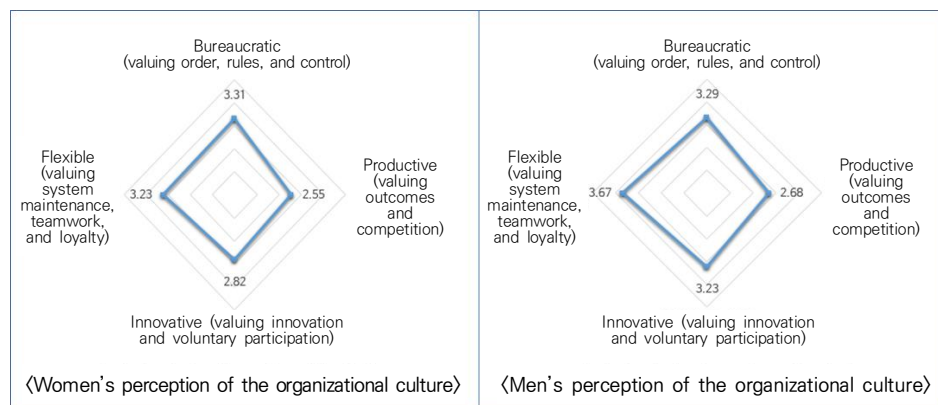 Bureaucratic
(valuing order, rules, and control)
3.31
Flexible
(valuing
system
maintenance,
teamwork,
and loyalty)
3.23
2.55
Productive
(valuing
outcomes
and
competition)
2.82
Innovative (valuing innovation
and voluntary participation)
〈Women's perception of the organizational culture〉
Bureaucratic
(valuing order, rules, and control)
3.29
Flexible
(valuing
system
maintenance,
teamwork,
and loyalty)
3.67
2.68
Productive
(valuing
outcomes
and
competition)
3.23
Innovative (valuing innovation
and voluntary participation)
〈Men's perception of the organizational culture〉